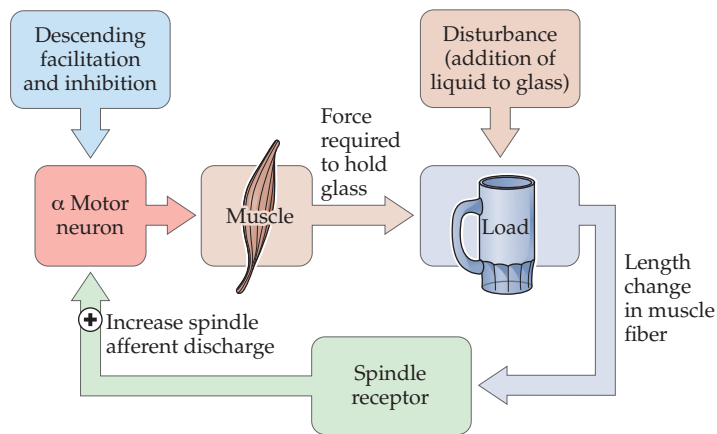 Descending
facilitation
and inhibition
Disturbance
(addition of
liquid to glass)
Force
required
to hold
glass
α Motor
neuron
Muscle
Load
Length
change
in muscle
fiber
+
Increase spindle
afferent discharge
Spindle
receptor